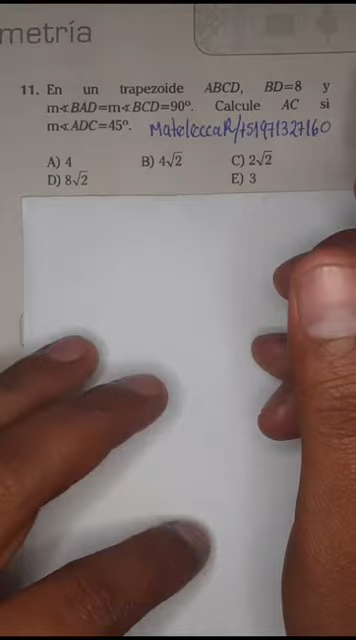 metría
11. En un trapezoide ABCD, BD=8 y
m∢BAD=m∢BCD=90°. Calcule AC si
m∢ADC=45°. MateleccaR/+51971327160
A) 4 B) 4√2 C) 2√2
D) 8√2 E) 3